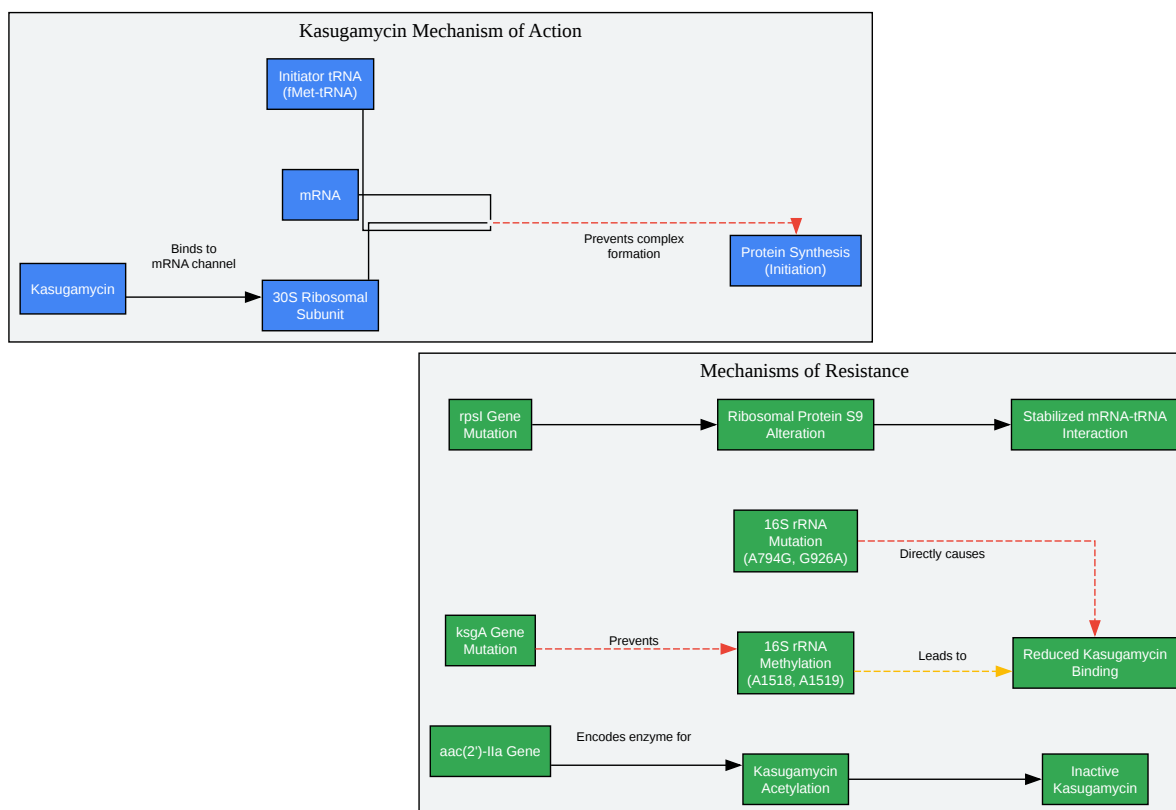 Kasugamycin Mechanism of Action
Initiator tRNA
(fMet-tRNA)
mRNA
Binds to
mRNA channel
Kasugamycin
30S Ribosomal
Subunit
Prevents complex
formation
Protein Synthesis
(Initiation)
Mechanisms of Resistance
rpsI Gene
Mutation
Ribosomal Protein S9
Alteration
Stabilized mRNA-tRNA
Interaction
16S rRNA
Mutation
(A794G, G926A)
Directly causes
ksgA Gene
Mutation
Prevents
16S rRNA
Methylation
(A1518, A1519)
Leads to
Reduced Kasugamycin
Binding
aac(2')-IIa Gene
Encodes enzyme for
Kasugamycin
Acetylation
Inactive
Kasugamycin